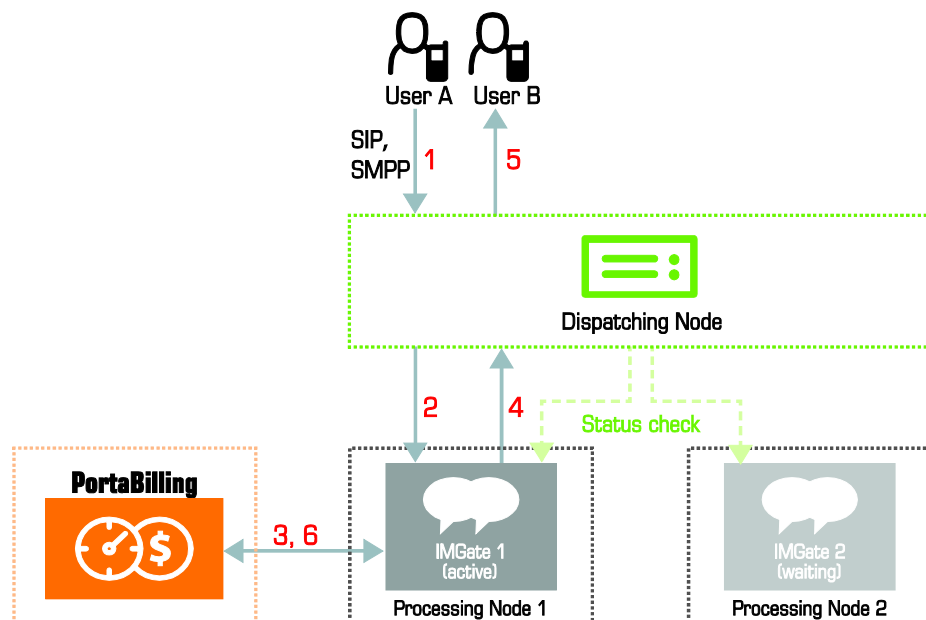 User A
User B
SIP,
SMPP
1
5
Dispatching Node
2
4
Status check
PortaBilling
$
3, 6
IMGate 1
(active)
IMGate 2
(waiting)
Processing Node 1
Processing Node 2